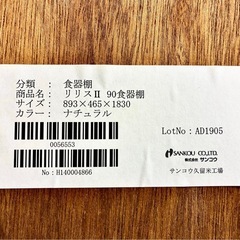 分類　：　食器棚
商品名：　リリスⅡ　90食器棚
サイズ：　893×465×1830
カラー：　ナチュラル
LotNo：AD1905
0056553
SANKOU CO.,LTD.
株式会社 サンコウ
No：H140004866
サンコウ久留米工場